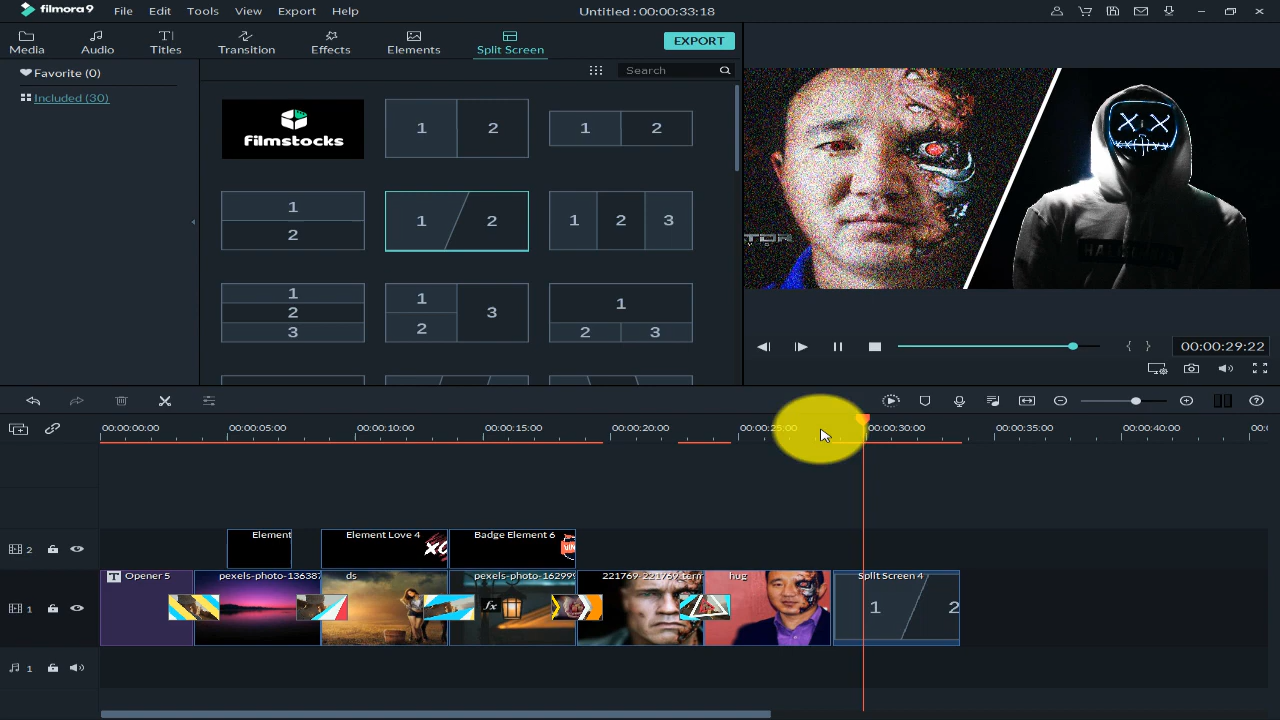 filmora9 File Edit Tools View Export Help Untitled : 00:00:33:18
Media Audio Titles Transition Effects Elements Split Screen EXPORT
Favorite (0)
Included (30)
Search
filmstocks
1 2
1 2
1
2
1 2
1 2 3
1
2
3
1
2
3
1
2 3
00:00:29:22
00:00:00:00 00:00:05:00 00:00:10:00 00:00:15:00 00:00:20:00 00:00:25:00 00:00:30:00 00:00:35:00 00:00:40:00
2
Element Element Love 4 Badge Element 6
XO
1
T Opener 5 pexels-photo-136387 ds pexels-photo-162999 hug Split Screen 4
fx
1 2
1